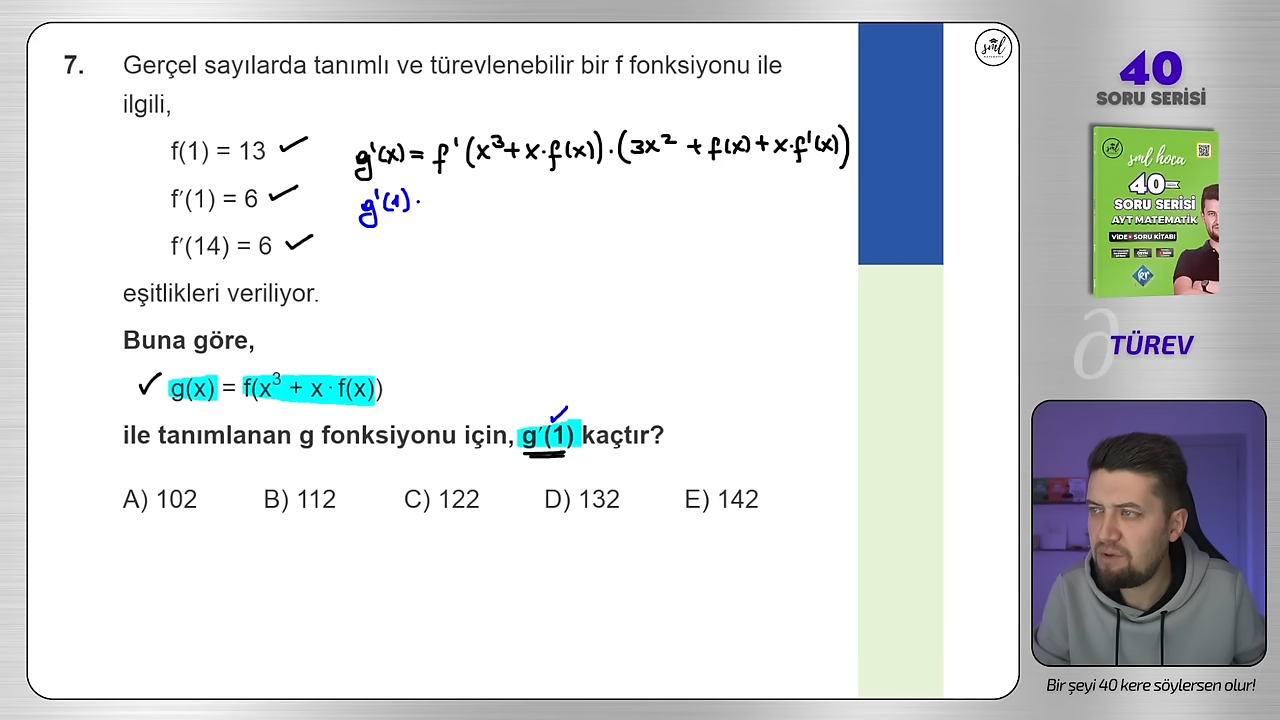 7. Gerçel sayılarda tanımlı ve türevlenebilir bir f fonksiyonu ile
ilgili,
f(1) = 13 ✓
f′(1) = 6 ✓
f′(14) = 6 ✓
g'(x) = f'(x³+x·f(x))·(3x² + f(x)+x·f'(x))
g'(1)·
eşitlikleri veriliyor.
Buna göre,
✓ g(x) = f(x³ + x · f(x))
ile tanımlanan g fonksiyonu için, g′(1) kaçtır?
A) 102 B) 112 C) 122 D) 132 E) 142
sml
40
SORU SERİSİ
sml hoca
40
SORU SERİSİ
AYT MATEMATİK
VİDEO SORU KİTABI
kr
∂ TÜREV
Bir şeyi 40 kere söylersen olur!